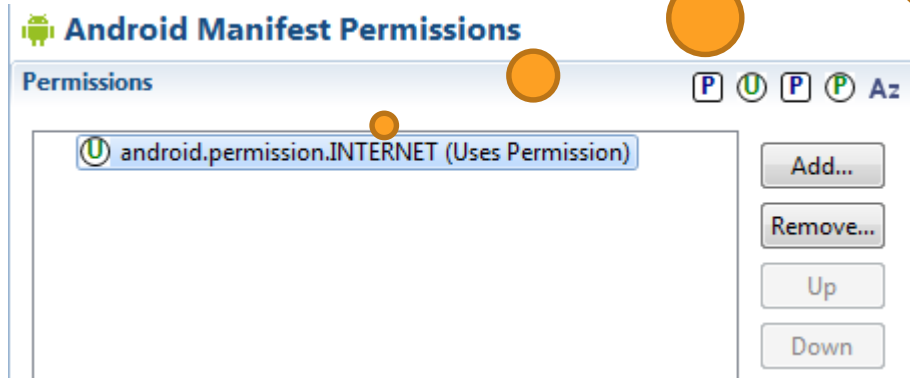 Android Manifest Permissions
Permissions
P U P P Az
U android.permission.INTERNET (Uses Permission)
Add...
Remove...
Up
Down